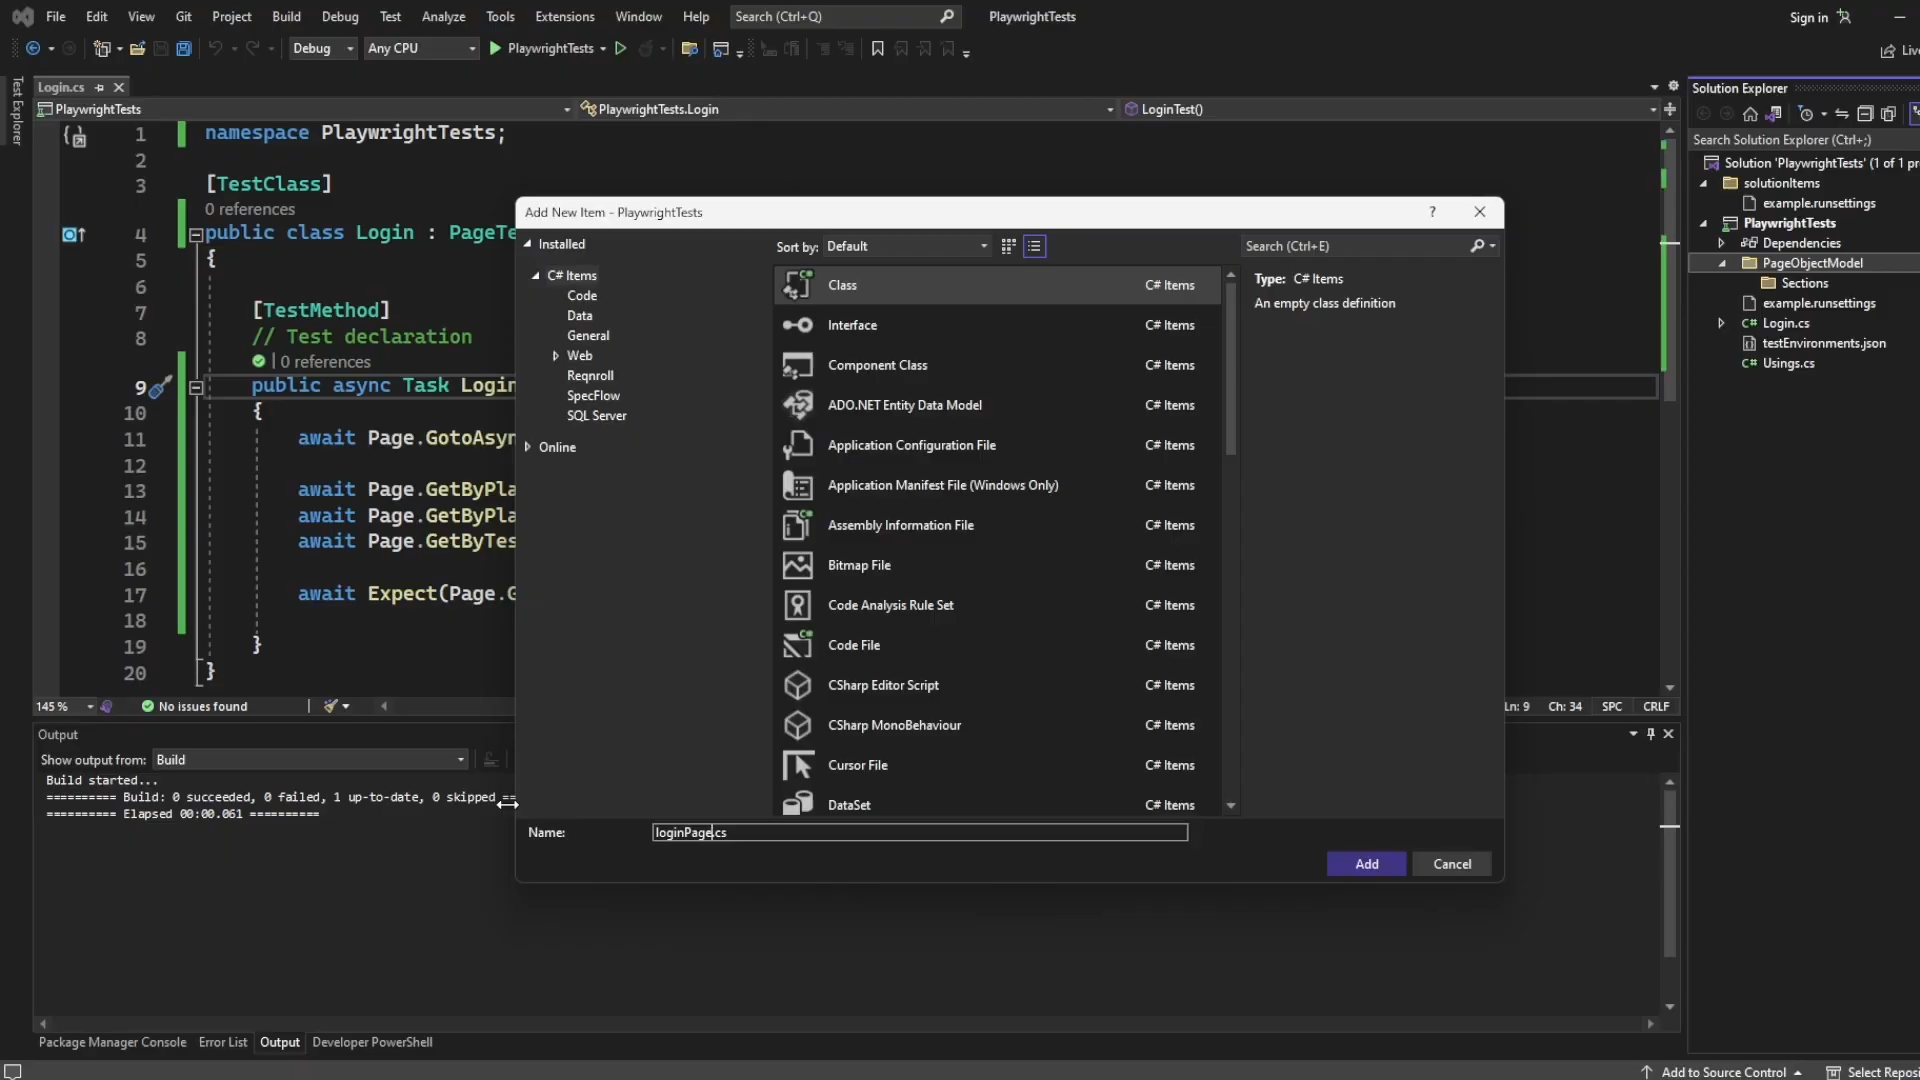 File Edit View Git Project Build Debug Test Analyze Tools Extensions Window Help Search (Ctrl+Q) PlaywrightTests Sign in
Debug Any CPU PlaywrightTests Live
Test Explorer
Login.cs
PlaywrightTests PlaywrightTests.Login LoginTest()
1 namespace PlaywrightTests;
2
3 [TestClass]
0 references
4 public class Login : PageTe
5 {
6
7 [TestMethod]
8 // Test declaration
| 0 references
9 public async Task Login
10 {
11 await Page.GotoAsyn
12
13 await Page.GetByPla
14 await Page.GetByPla
15 await Page.GetByTes
16
17 await Expect(Page.G
18
19 }
20 }
145 % No issues found
Ln: 9 Ch: 34 SPC CRLF
Output
Show output from: Build
Build started...
========== Build: 0 succeeded, 0 failed, 1 up-to-date, 0 skipped ==
========== Elapsed 00:00.061 ==========
Package Manager Console Error List Output Developer PowerShell
Add New Item - PlaywrightTests ?
Installed
C# Items
Code
Data
General
Web
Reqnroll
SpecFlow
SQL Server
Online
Sort by: Default
Search (Ctrl+E)
Class C# Items
Interface C# Items
Component Class C# Items
ADO.NET Entity Data Model C# Items
Application Configuration File C# Items
Application Manifest File (Windows Only) C# Items
Assembly Information File C# Items
Bitmap File C# Items
Code Analysis Rule Set C# Items
Code File C# Items
CSharp Editor Script C# Items
CSharp MonoBehaviour C# Items
Cursor File C# Items
DataSet C# Items
Type: C# Items
An empty class definition
Name: loginPage.cs
Add Cancel
Solution Explorer
Search Solution Explorer (Ctrl+;)
Solution 'PlaywrightTests' (1 of 1 pr
solutionItems
example.runsettings
PlaywrightTests
Dependencies
PageObjectModel
Sections
example.runsettings
C# Login.cs
testEnvironments.json
C# Usings.cs
Add to Source Control Select Reposi